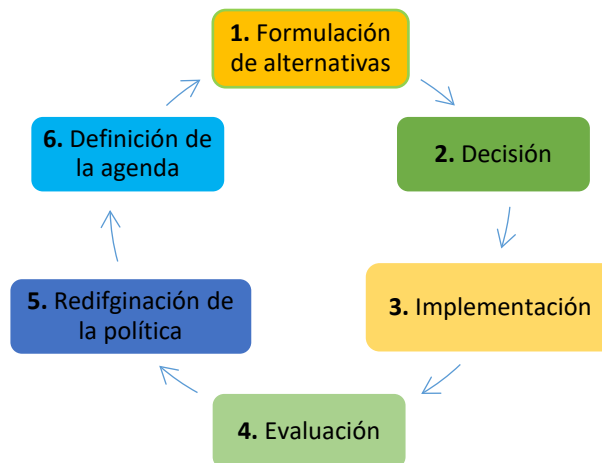 1. Formulación
de alternativas
2. Decisión
3. Implementación
4. Evaluación
5. Redifginación de
la política
6. Definición de
la agenda